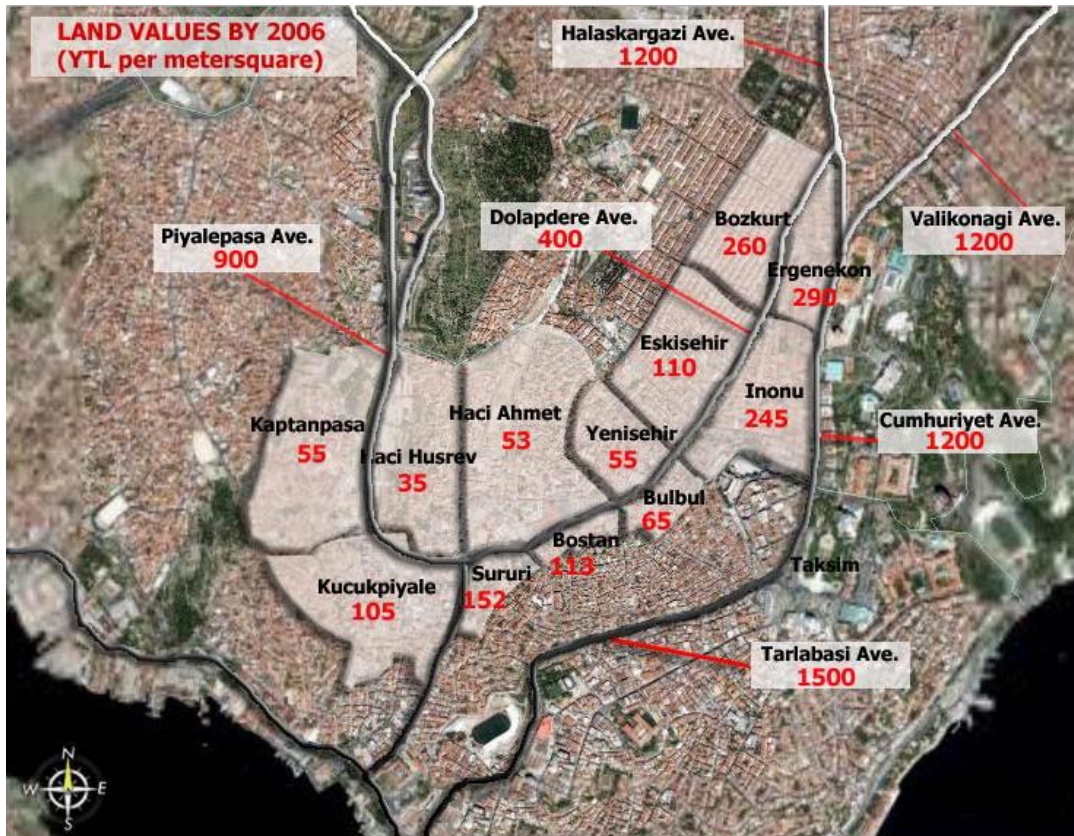 LAND VALUES BY 2006
(YTL per metersquare)
Halaskargazi Ave.
1200
Piyalepasa Ave.
900
Dolapdere Ave.
400
Bozkurt
260
Valikonagi Ave.
1200
Ergenekon
290
Eskisehir
110
Inonu
245
Kaptanpasa
55
Haci Husrev
35
Haci Ahmet
53
Yenisehir
55
Cumhuriyet Ave.
1200
Bulbul
65
Bostan
113
Kucukpiyale
105
Sururi
152
Taksim
Tarlabasi Ave.
1500
N
W
E
S